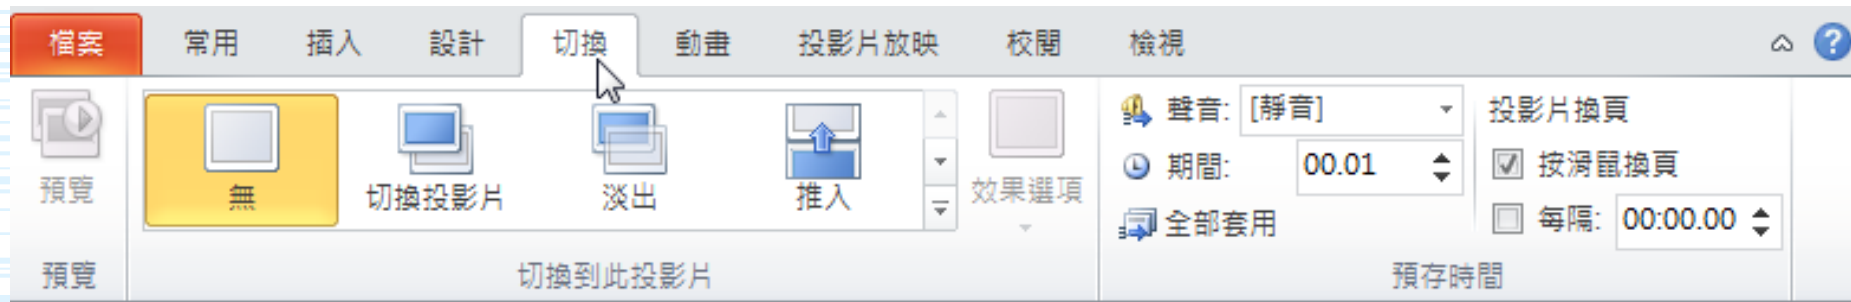 檔案 常用 插入 設計 切換 動畫 投影片放映 校閱 檢視
預覽
無 切換投影片 淡出 推入
效果選項
聲音: [靜音]
期間: 00.01
全部套用
投影片換頁
按滑鼠換頁
每隔: 00:00.00
預覽 切換到此投影片 預存時間